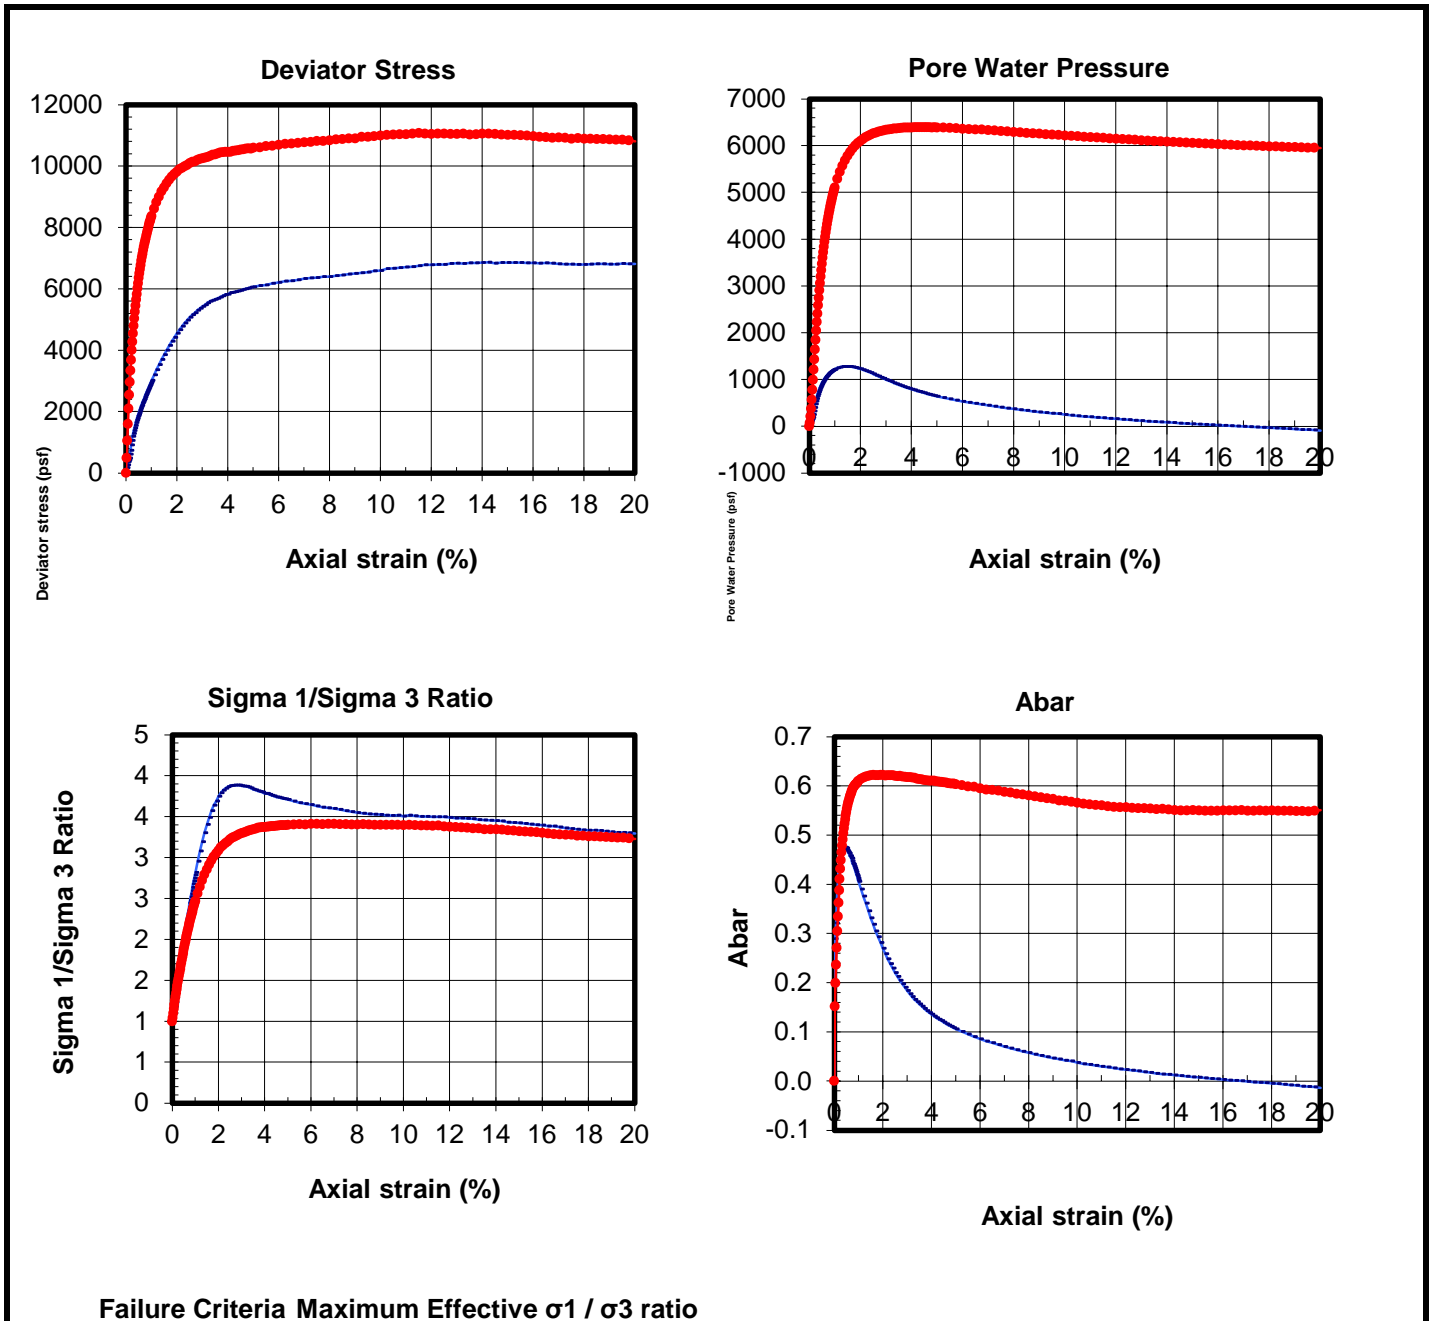 Deviator Stress
12000
10000
8000
6000
4000
2000
0
0 2 4 6 8 10 12 14 16 18 20
Deviator stress (psf)
Axial strain (%)
Pore Water Pressure
7000
6000
5000
4000
3000
2000
1000
0
-1000
0 2 4 6 8 10 12 14 16 18 20
Pore Water Pressure (psf)
Axial strain (%)
Sigma 1/Sigma 3 Ratio
5
4
4
3
3
2
2
1
1
0
0 2 4 6 8 10 12 14 16 18 20
Sigma 1/Sigma 3 Ratio
Axial strain (%)
Abar
0.7
0.6
0.5
0.4
0.3
0.2
0.1
0.0
-0.1
0 2 4 6 8 10 12 14 16 18 20
Abar
Axial strain (%)
Failure Criteria Maximum Effective σ1 / σ3 ratio